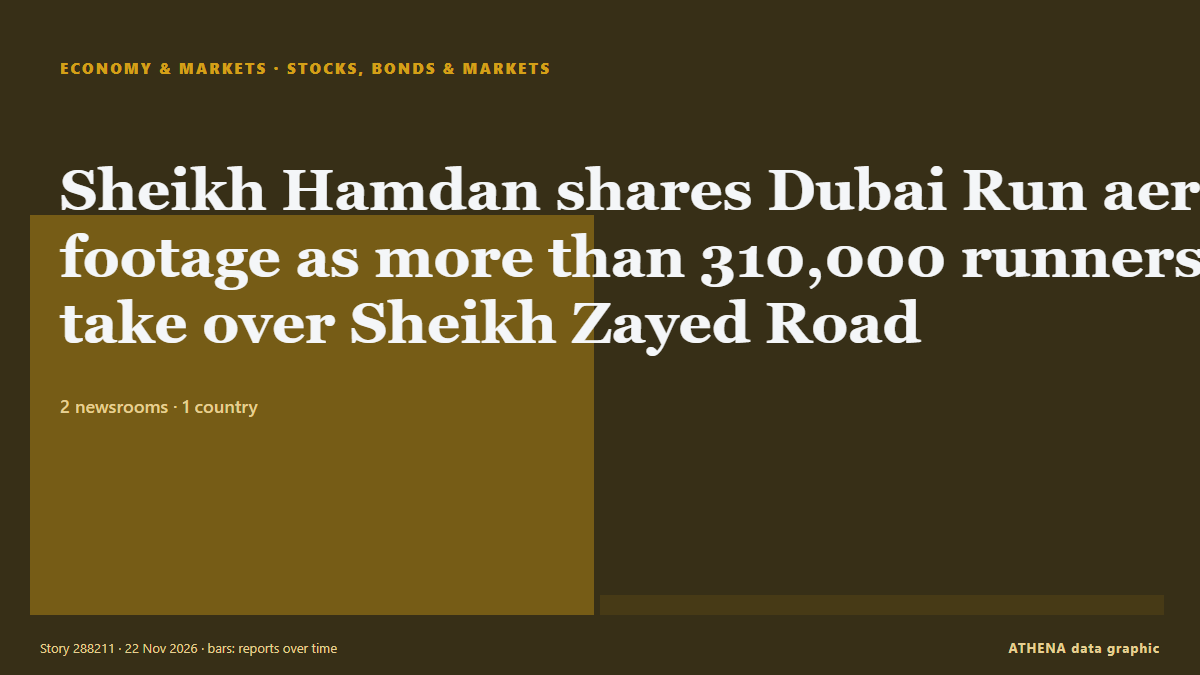 ECONOMY & MARKETS · STOCKS, BONDS & MARKETS
Sheikh Hamdan shares Dubai Run aer
footage as more than 310,000 runners
take over Sheikh Zayed Road
2 newsrooms · 1 country
Story 288211 · 22 Nov 2026 · bars: reports over time
ATHENA data graphic